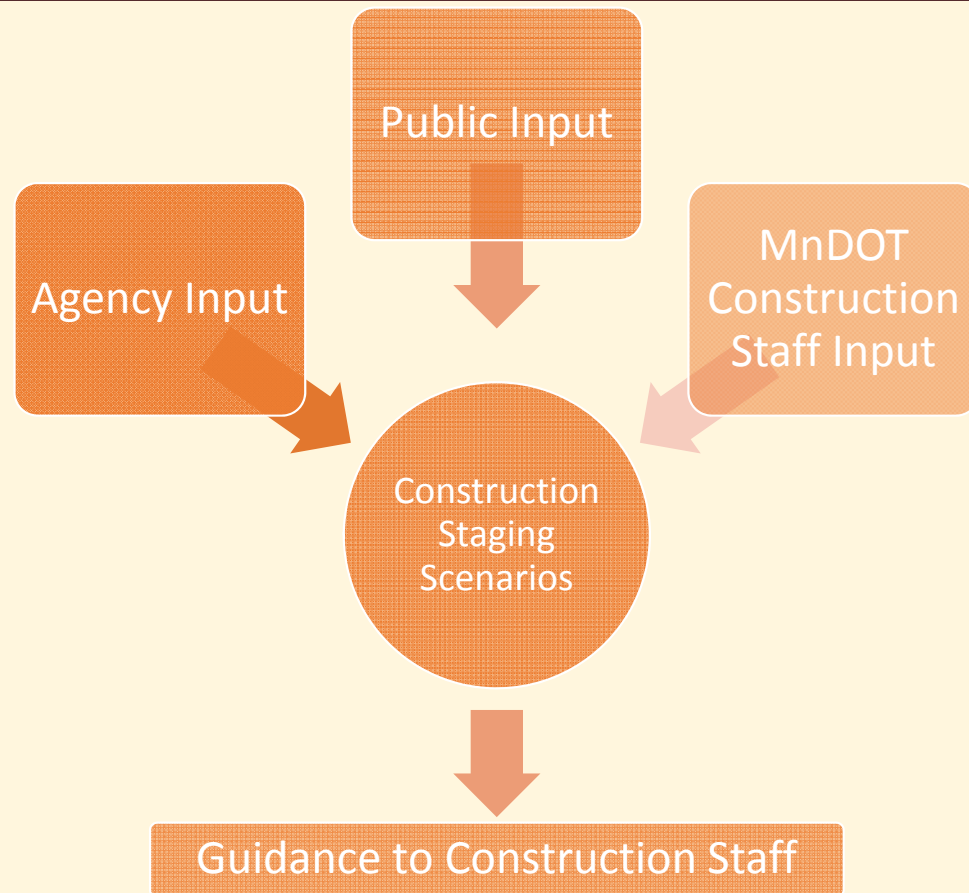 Public Input
Agency Input
MnDOT
Construction
Staff Input
Construction
Staging
Scenarios
Guidance to Construction Staff